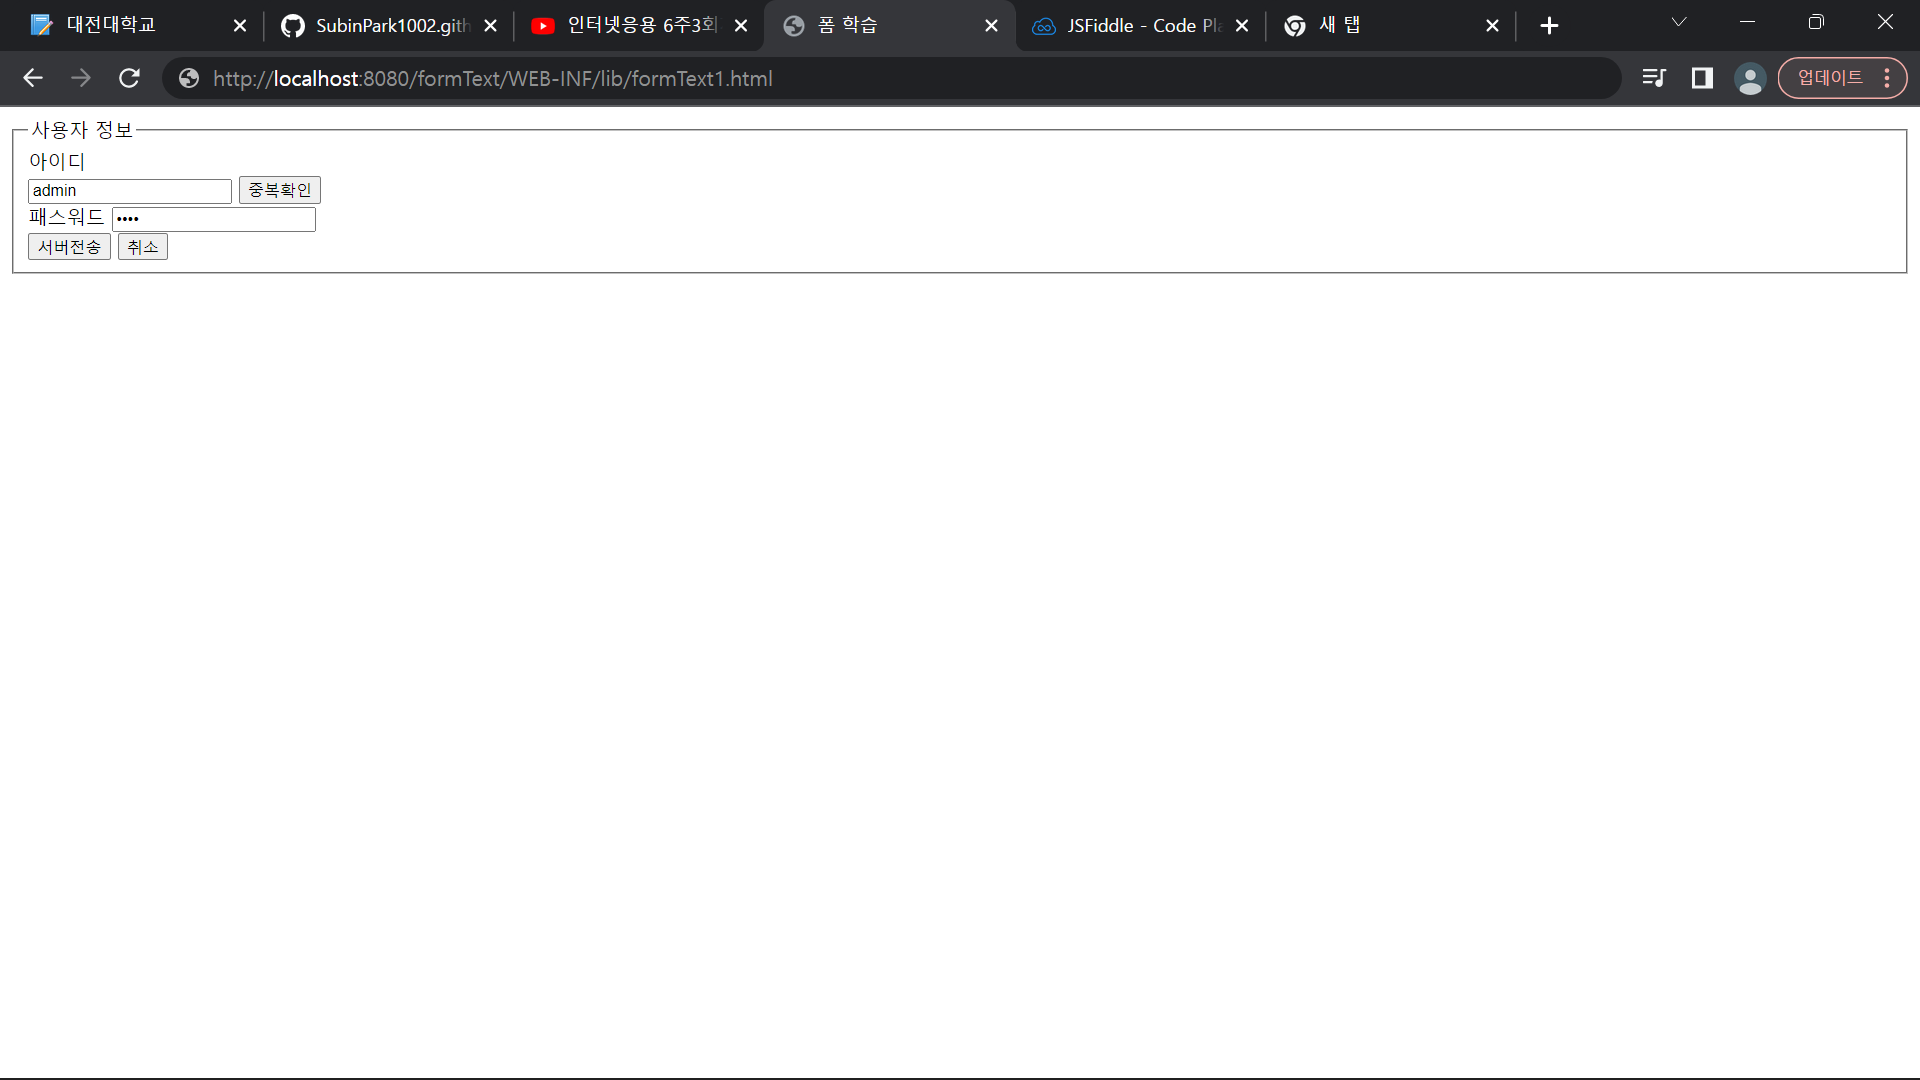 대전대학교
SubinPark1002.gith
인터넷응용 6주3회
폼 학습
JSFiddle - Code Pla
새 탭
http://localhost:8080/formText/WEB-INF/lib/formText1.html
업데이트
사용자 정보
아이디
admin 중복확인
패스워드 ••••
서버전송 취소